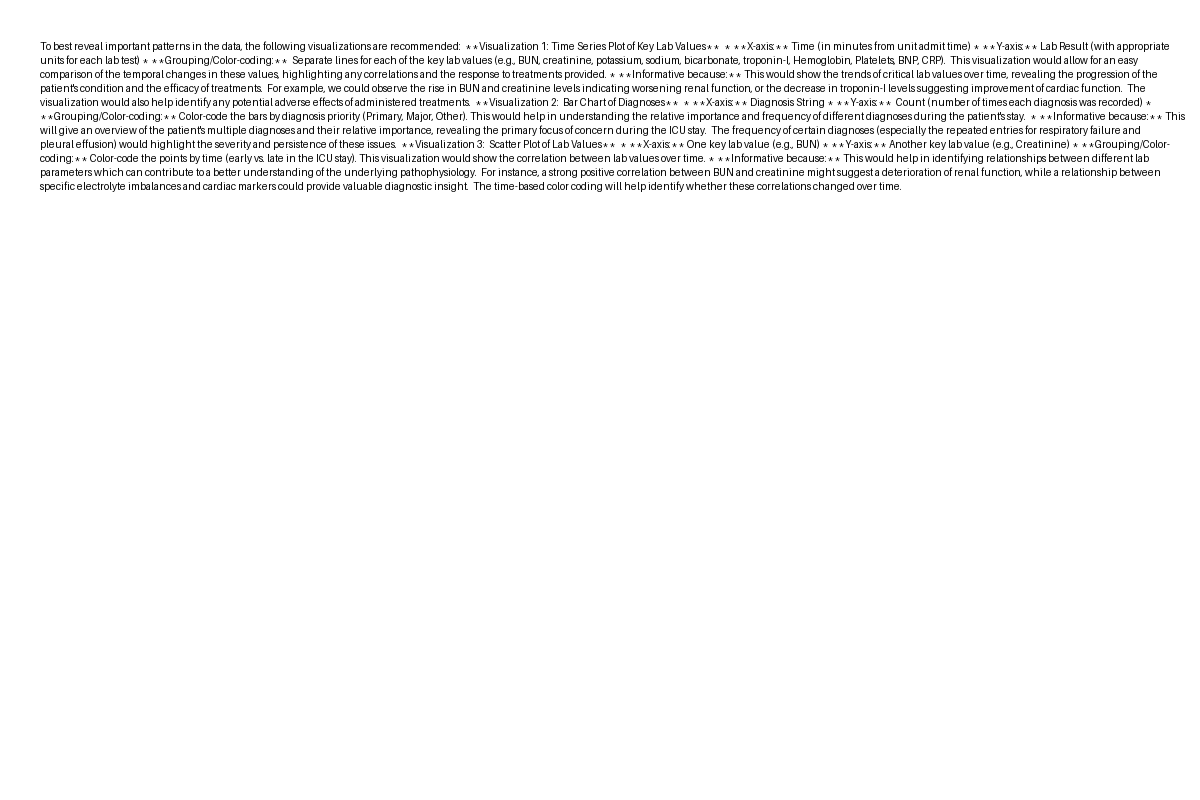 To best reveal important patterns in the data, the following visualizations are recommended:  **Visualization 1: Time Series Plot of Key Lab Values**  * **X-axis:** Time (in minutes from unit admit time) * **Y-axis:** Lab Result (with appropriate
units for each lab test) * **Grouping/Color-coding:**  Separate lines for each of the key lab values (e.g., BUN, creatinine, potassium, sodium, bicarbonate, troponin-I, Hemoglobin, Platelets, BNP, CRP).  This visualization would allow for an easy
comparison of the temporal changes in these values, highlighting any correlations and the response to treatments provided. * **Informative because:** This would show the trends of critical lab values over time, revealing the progression of the
patient's condition and the efficacy of treatments.  For example, we could observe the rise in BUN and creatinine levels indicating worsening renal function, or the decrease in troponin-I levels suggesting improvement of cardiac function.  The
visualization would also help identify any potential adverse effects of administered treatments.  **Visualization 2:  Bar Chart of Diagnoses**  * **X-axis:** Diagnosis String * **Y-axis:**  Count (number of times each diagnosis was recorded) *
**Grouping/Color-coding:** Color-code the bars by diagnosis priority (Primary, Major, Other). This would help in understanding the relative importance and frequency of different diagnoses during the patient's stay.  * **Informative because:** This
will give an overview of the patient's multiple diagnoses and their relative importance, revealing the primary focus of concern during the ICU stay.  The frequency of certain diagnoses (especially the repeated entries for respiratory failure and
pleural effusion) would highlight the severity and persistence of these issues.  **Visualization 3:  Scatter Plot of Lab Values**  * **X-axis:** One key lab value (e.g., BUN) * **Y-axis:** Another key lab value (e.g., Creatinine) * **Grouping/Color-
coding:** Color-code the points by time (early vs. late in the ICU stay). This visualization would show the correlation between lab values over time. * **Informative because:** This would help in identifying relationships between different lab
parameters which can contribute to a better understanding of the underlying pathophysiology.  For instance, a strong positive correlation between BUN and creatinine might suggest a deterioration of renal function, while a relationship between
specific electrolyte imbalances and cardiac markers could provide valuable diagnostic insight.  The time-based color coding will help identify whether these correlations changed over time.